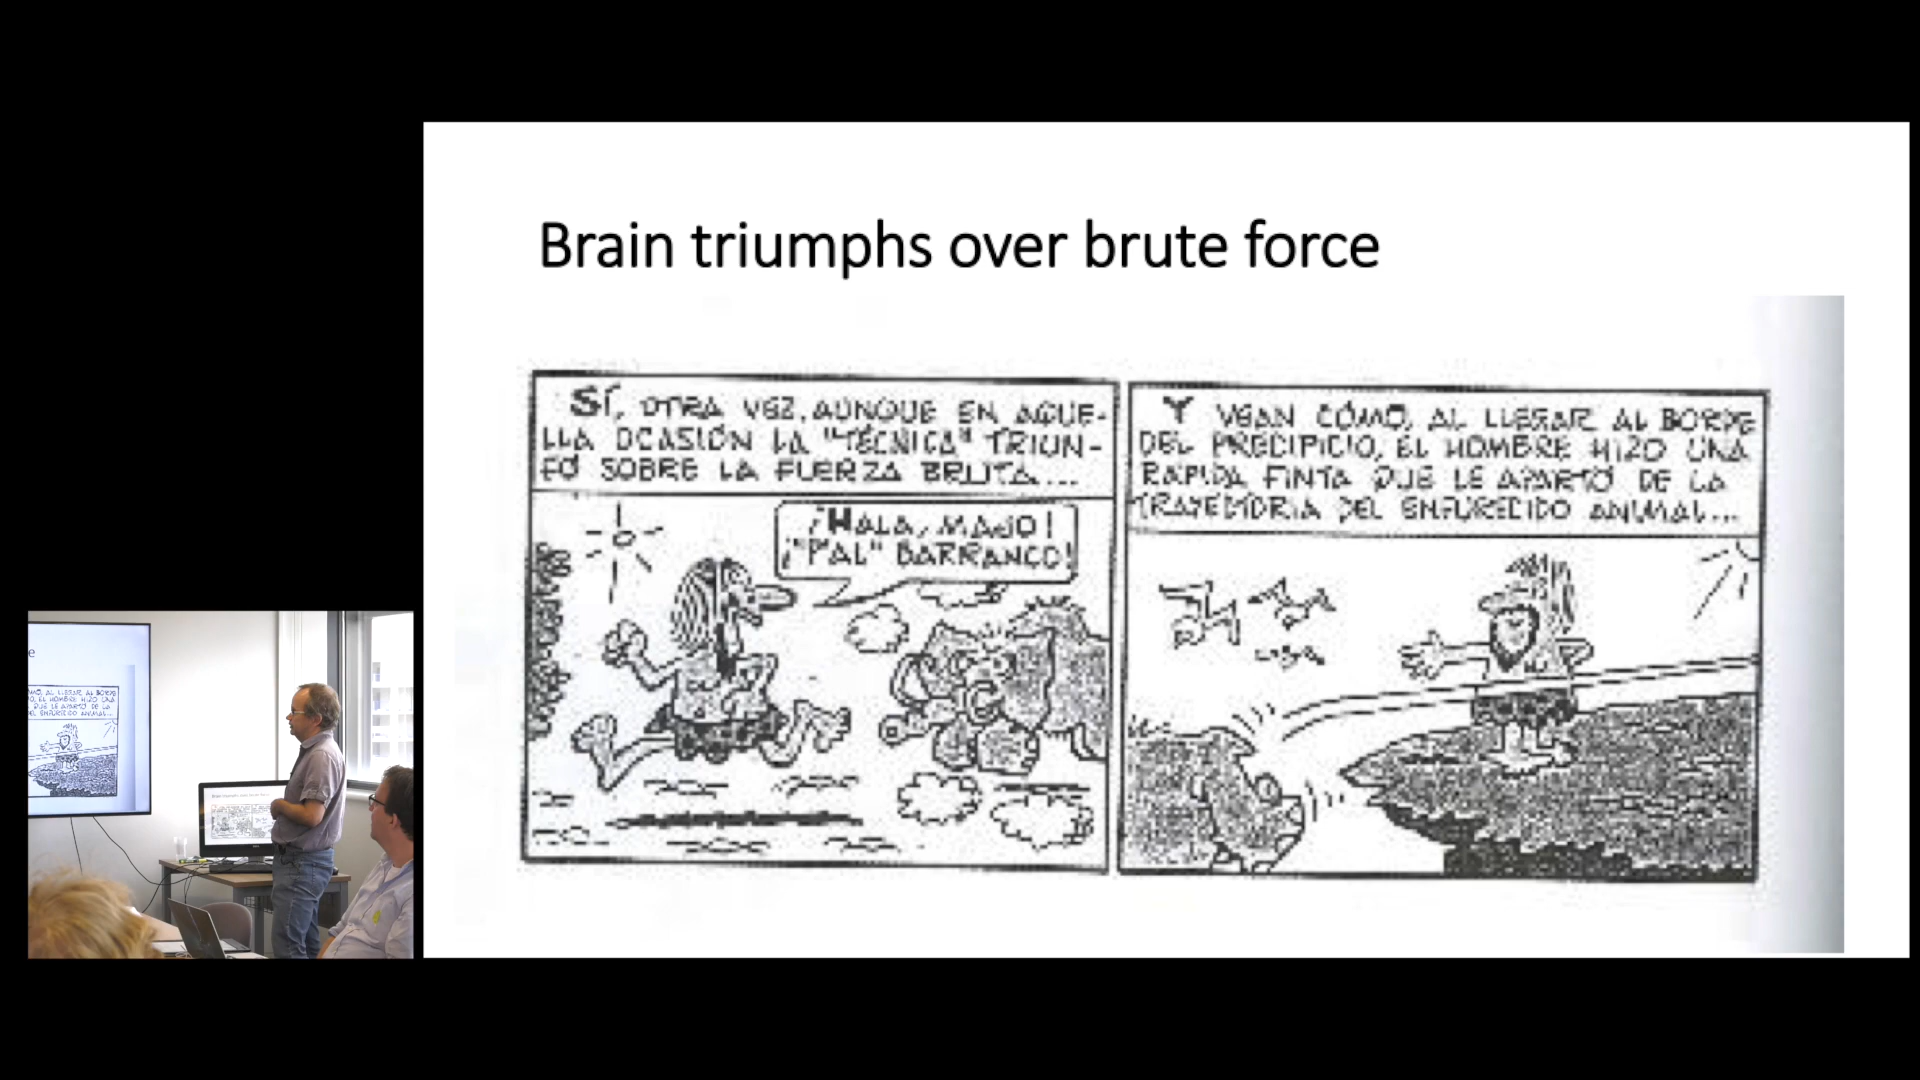 Brain triumphs over brute force
SÍ, OTRA VEZ, AUNQUE EN AQUE-
LLA OCASIÓN LA "TÉCNICA" TRIUN-
FÓ SOBRE LA FUERZA BRUTA...
¡HALA, MAJO!
¡"PAL" BARRANCO!
Y VEAN CÓMO, AL LLEGAR AL BORDE
DEL PRECIPICIO, EL HOMBRE HIZO UNA
RÁPIDA FINTA QUE LE APARTÓ DE LA
TRAYECTORIA DEL ENFURECIDO ANIMAL...